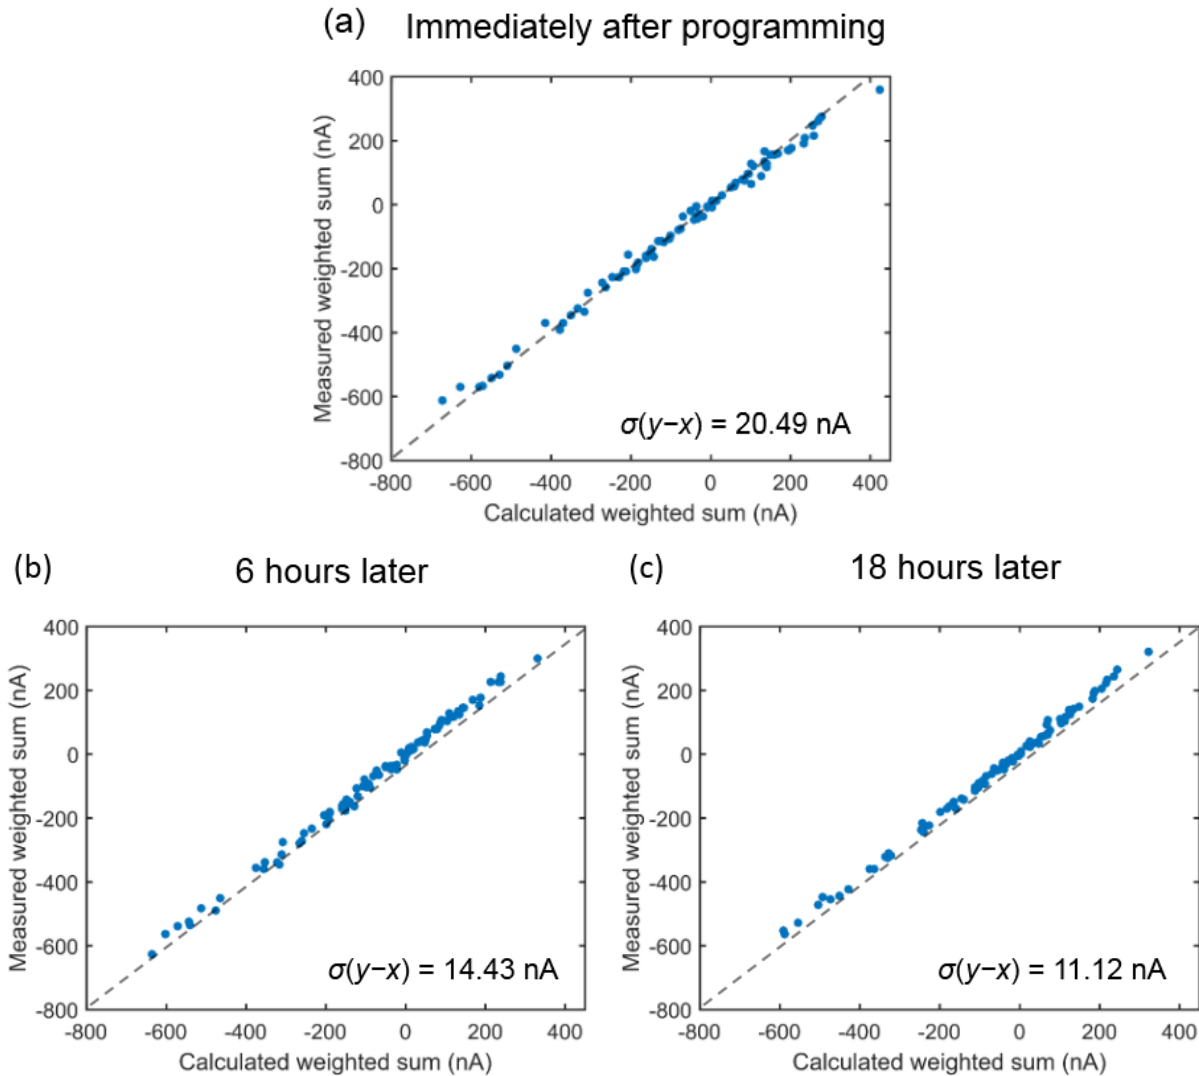 (a) Immediately after programming
400
200
0
-200
-400
-600
-800
Measured weighted sum (nA)
σ(y−x) = 20.49 nA
-800 -600 -400 -200 0 200 400
Calculated weighted sum (nA)
(b) 6 hours later
400
200
0
-200
-400
-600
-800
Measured weighted sum (nA)
σ(y−x) = 14.43 nA
-800 -600 -400 -200 0 200 400
Calculated weighted sum (nA)
(c) 18 hours later
400
200
0
-200
-400
-600
-800
Measured weighted sum (nA)
σ(y−x) = 11.12 nA
-800 -600 -400 -200 0 200 400
Calculated weighted sum (nA)